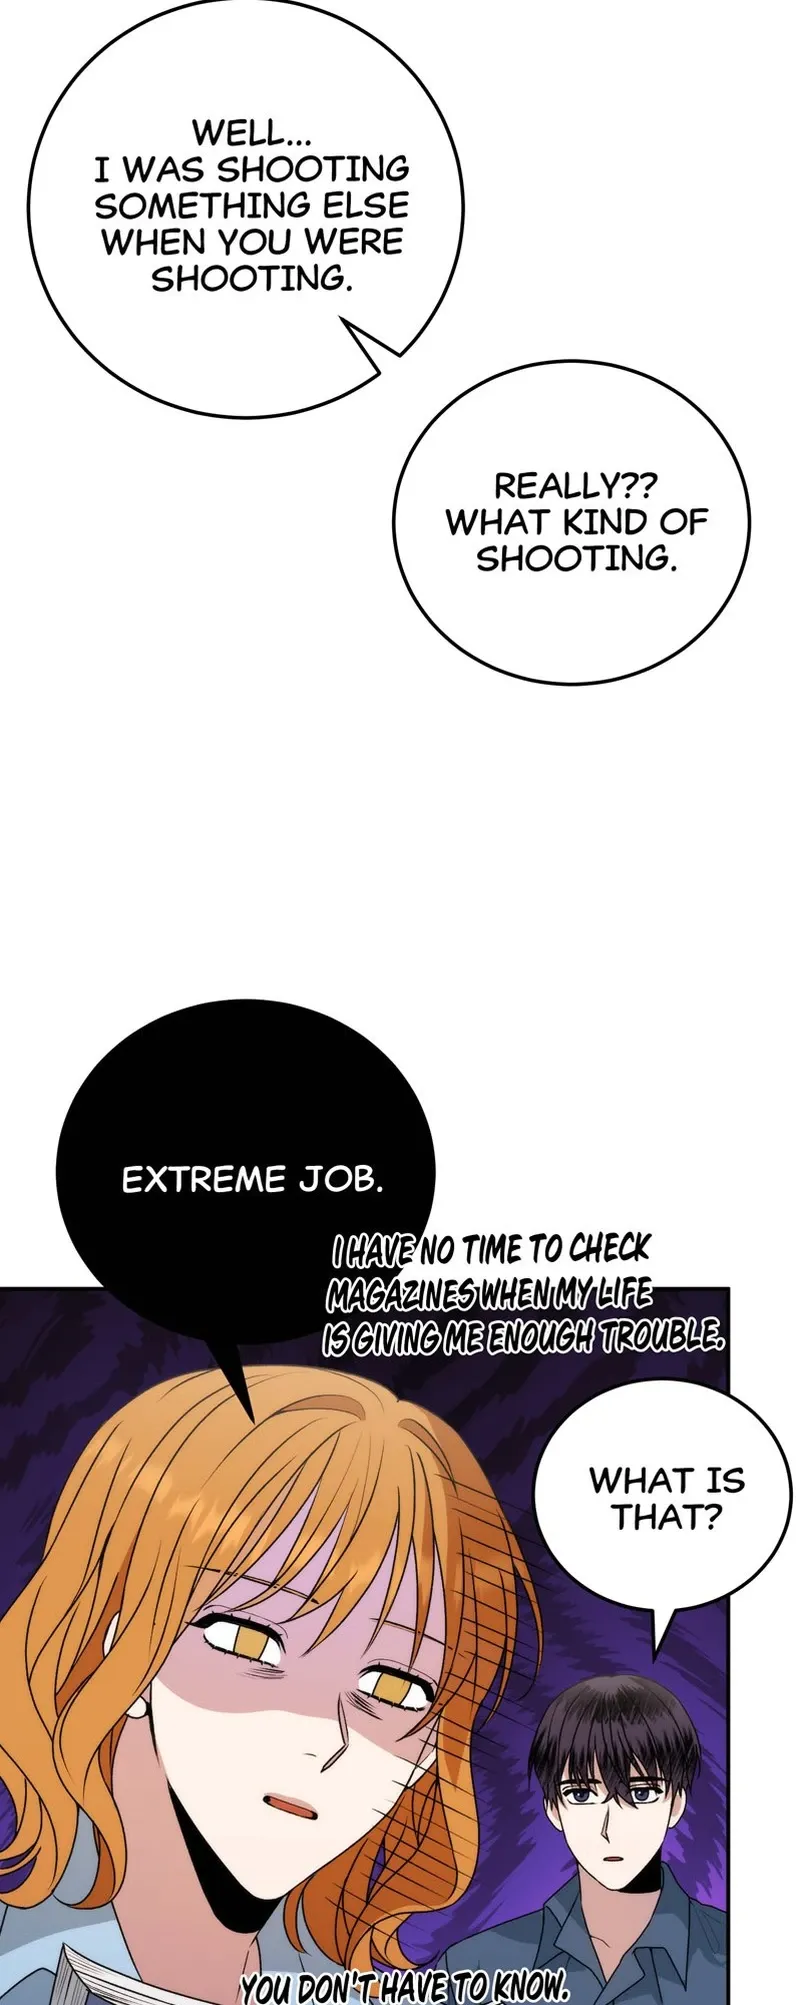 WELL...
I WAS SHOOTING
SOMETHING ELSE
WHEN YOU WERE
SHOOTING.
REALLY??
WHAT KIND OF
SHOOTING.
EXTREME JOB.
I HAVE NO TIME TO CHECK
MAGAZINES WHEN MY LIFE
IS GIVING ME ENOUGH TROUBLE.
WHAT IS
THAT?
YOU DON'T HAVE TO KNOW.